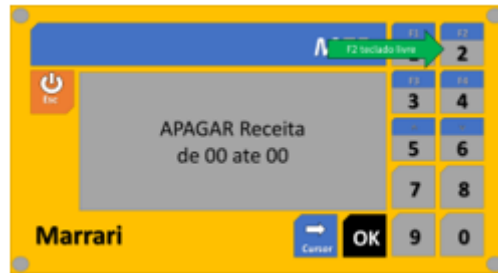 F2 teclado livre
F1
F2
2
Esc
F3
F4
3
4
APAGAR Receita
de 00 ate 00
5
6
7
8
Marrari
Cursor
OK
9
0